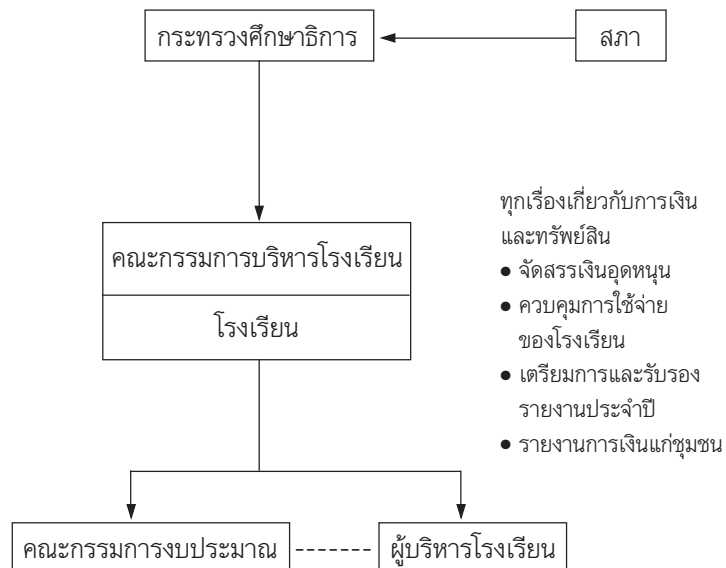 กระทรวงศึกษาธิการ
สภา
คณะกรรมการบริหารโรงเรียน
โรงเรียน
ทุกเรื่องเกี่ยวกับการเงิน
และทรัพย์สิน
● จัดสรรเงินอุดหนุน
● ควบคุมการใช้จ่าย
ของโรงเรียน
● เตรียมการและรับรอง
รายงานประจำปี
● รายงานการเงินแก่ชุมชน
คณะกรรมการงบประมาณ
ผู้บริหารโรงเรียน